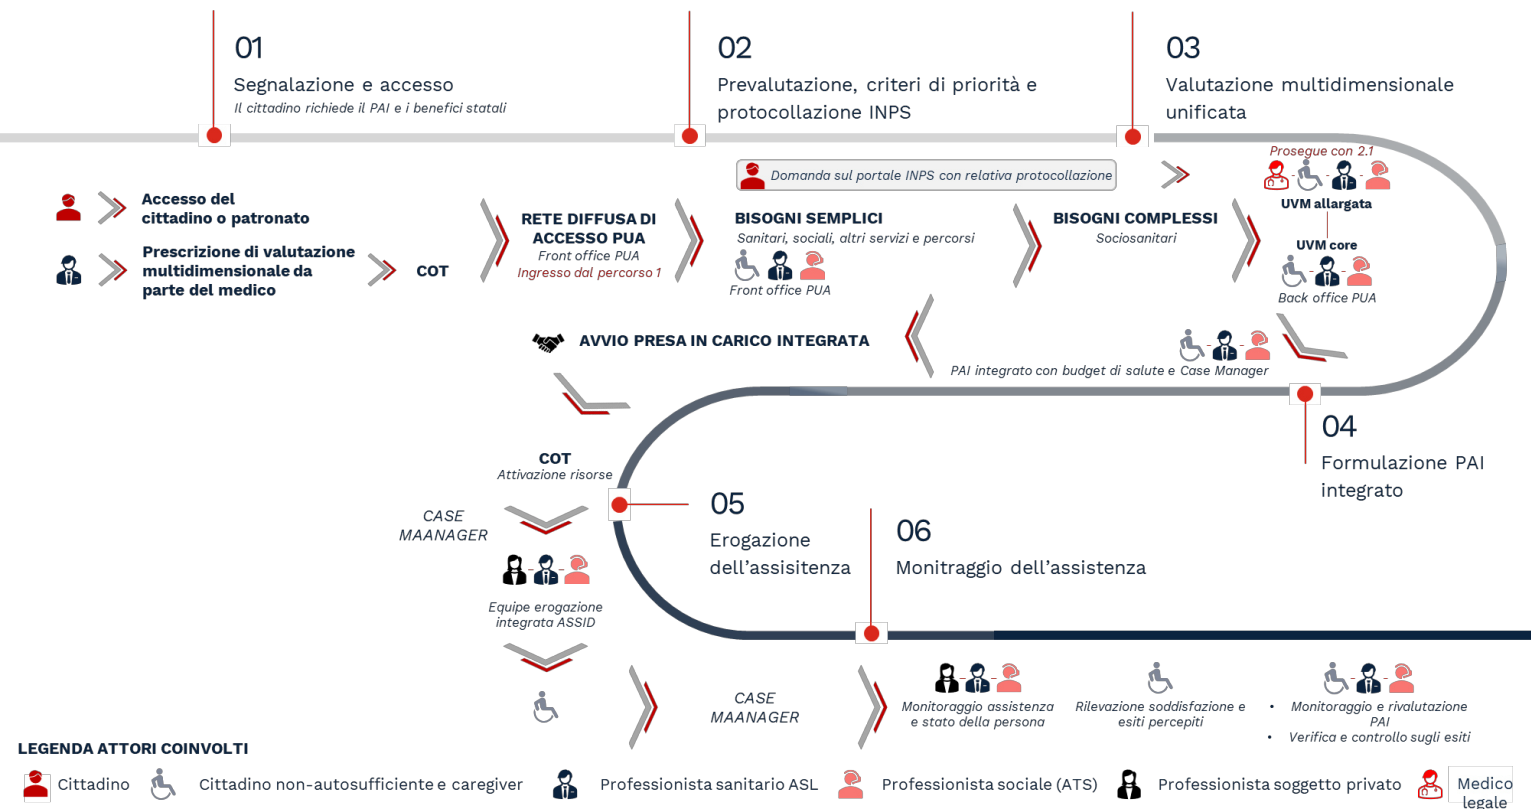 01
Segnalazione e accesso
Il cittadino richiede il PAI e i benefici statali
02
Prevalutazione, criteri di priorità e
protocollazione INPS
03
Valutazione multidimensionale
unificata
Domanda sul portale INPS con relativa protocollazione
Prosegue con 2.1
UVM allargata
UVM core
Back office PUA
Accesso del
cittadino o patronato
Prescrizione di valutazione
multidimensionale da
parte del medico
COT
RETE DIFFUSA DI
ACCESSO PUA
Front office PUA
Ingresso dal percorso 1
BISOGNI SEMPLICI
Sanitari, sociali, altri servizi e percorsi
Front office PUA
BISOGNI COMPLESSI
Sociosanitari
AVVIO PRESA IN CARICO INTEGRATA
PAI integrato con budget di salute e Case Manager
04
Formulazione PAI
integrato
COT
Attivazione risorse
CASE
MAANAGER
05
Erogazione
dell’assisitenza
06
Monitraggio dell’assistenza
Equipe erogazione
integrata ASSID
CASE
MAANAGER
Monitoraggio assistenza
e stato della persona
Rilevazione soddisfazione e
esiti percepiti
• Monitoraggio e rivalutazione
PAI
• Verifica e controllo sugli esiti
LEGENDA ATTORI COINVOLTI
Cittadino
Cittadino non-autosufficiente e caregiver
Professionista sanitario ASL
Professionista sociale (ATS)
Professionista soggetto privato
Medico
legale